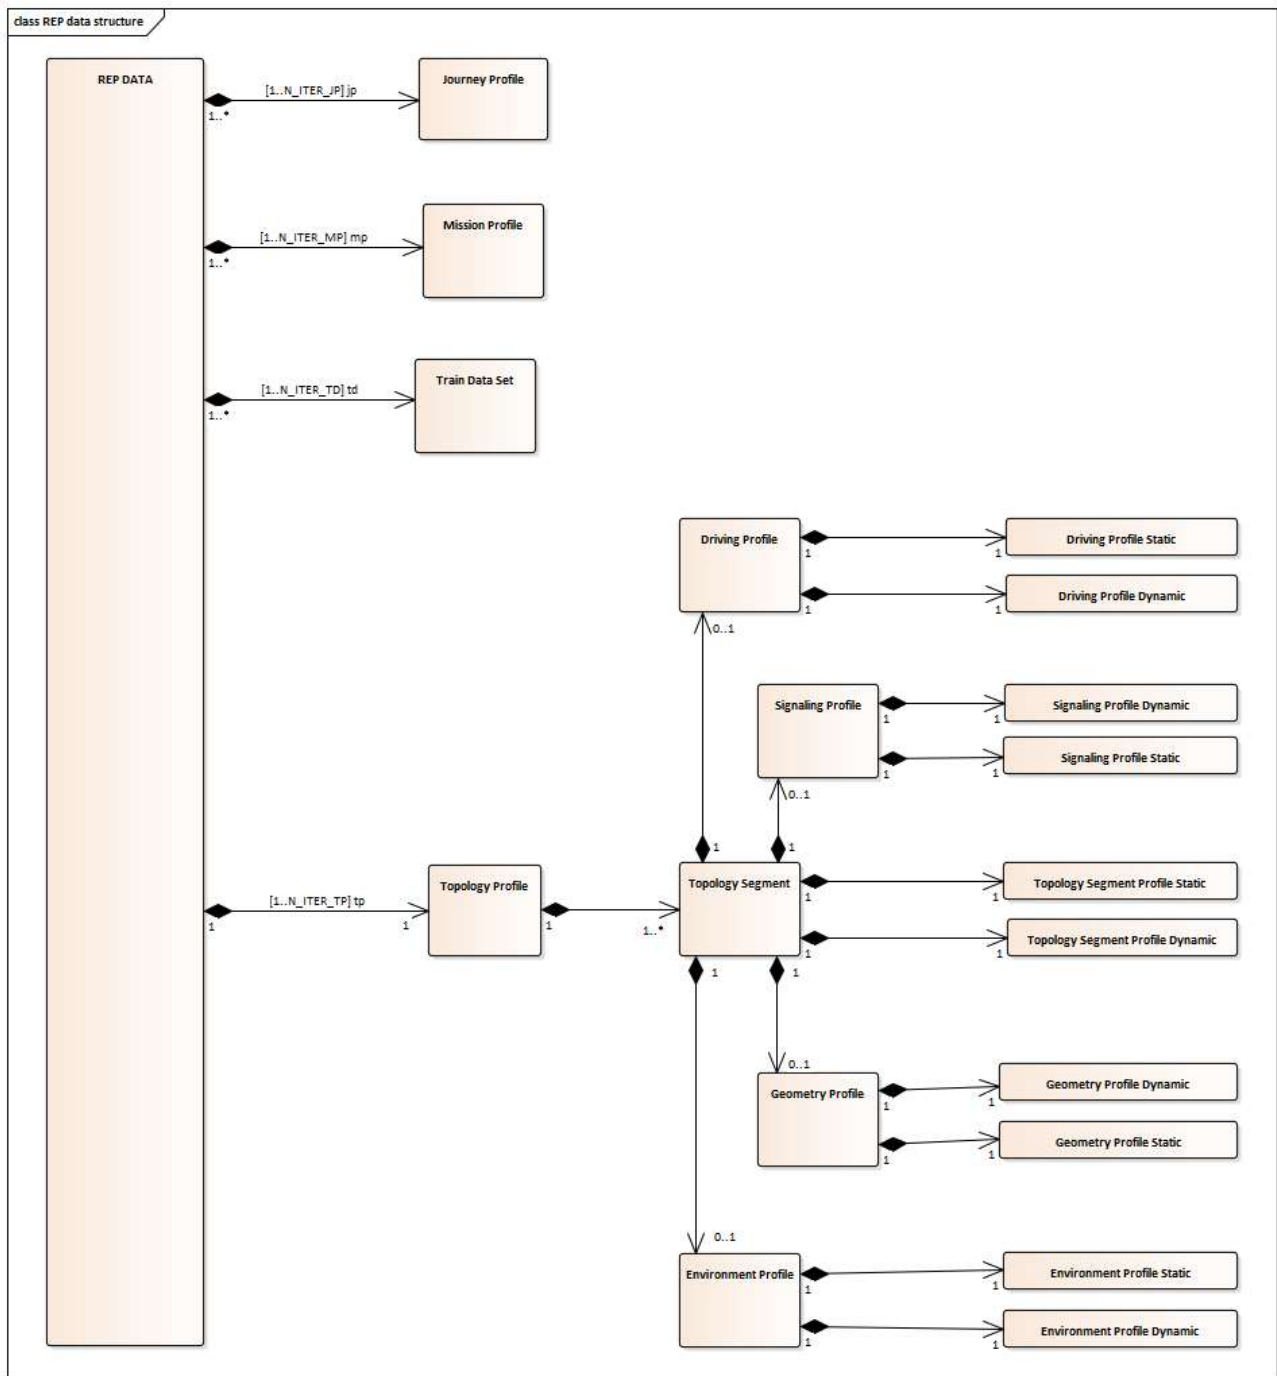 class REP data structure
REP DATA
[1..N_ITER_JP] jp
1..*
Journey Profile
[1..N_ITER_MP] mp
1..*
Mission Profile
[1..N_ITER_TD] td
1..*
Train Data Set
Driving Profile
1
1
Driving Profile Static
1
1
Driving Profile Dynamic
0..1
Signaling Profile
1
1
Signaling Profile Dynamic
1
1
Signaling Profile Static
0..1
1
1
[1..N_ITER_TP] tp
1
1
Topology Profile
1
1..*
Topology Segment
1
1
Topology Segment Profile Static
1
1
Topology Segment Profile Dynamic
1
1
0..1
Geometry Profile
1
1
Geometry Profile Dynamic
1
1
Geometry Profile Static
0..1
Environment Profile
1
1
Environment Profile Static
1
1
Environment Profile Dynamic